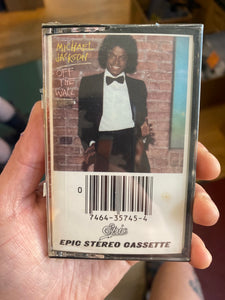 MICHAEL
JACKSON
OFF
THE
WALL
0
7464-35745-4
Epic
EPIC STEREO CASSETTE